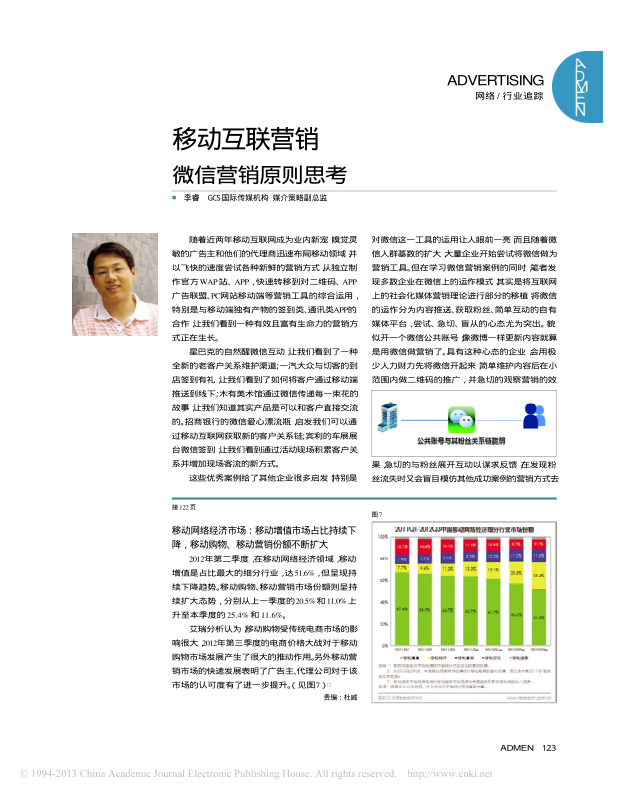 ADVERTISING
网络/行业追踪
ADMEN
移动互联营销
微信营销原则思考
李睿 GCS国际传媒机构 媒介策略副总监
随着近两年移动互联网成为业内新宠,嗅觉灵
敏的广告主和他们的代理商迅速布局移动领域,并
以飞快的速度尝试各种新鲜的营销方式,从独立制
作官方WAP站、APP,快速转移到对二维码、APP
广告联盟、PC网站移动端等营销工具的综合运用,
特别是与移动端独有产物的签到类、通讯类APP的
合作,让我们看到一种有效且富有生命力的营销方
式正在生长。
星巴克的自然醒微信互动,让我们看到了一种
全新的老客户关系维护渠道;一汽大众与切客的到
店签到有礼,让我们看到了如何将客户通过移动端
推送到线下;木有美术馆通过微信传递每一束花的
故事,让我们知道其实产品是可以和客户直接交流
的。招商银行的微信爱心漂流瓶,启发我们可以通
过移动互联网获取新的客户关系链;宾利的车展展
台微信签到,让我们看到通过活动现场积累客户关
系并增加现场客流的新方式。
这些优秀案例给了其他企业很多启发,特别是
对微信这一工具的运用让人眼前一亮,而且随着微
信人群基数的扩大,大量企业开始尝试将微信做为
营销工具。但在学习微信营销案例的同时,笔者发
现多数企业在微信上的运作模式,其实是将互联网
上的社会化媒体营销理论进行部分的移植,将微信
的运作分为内容推送、获取粉丝、简单互动的自有
媒体平台,尝试、急切、盲从的心态尤为突出。貌
似开一个微信公共账号,像微博一样更新内容就算
是用微信做营销了。具有这种心态的企业,会用极
少人力财力先将微信开起来,简单维护内容后在小
范围内做二维码的推广,并急切的观察营销的效
公共账号与其粉丝关系链脆弱
果,急切的与粉丝展开互动以谋求反馈,在发现粉
丝流失时又会盲目模仿其他成功案例的营销方式去
接122页
移动网络经济市场:移动增值市场占比持续下
降,移动购物、移动营销份额不断扩大
2012年第二季度,在移动网络经济领域,移动
增值是占比最大的细分行业,达51.6%,但呈现持
续下降趋势。移动购物、移动营销市场份额则呈持
续扩大态势,分别从上一季度的20.5%和11.0%上
升至本季度的25.4%和11.6%。
艾瑞分析认为,移动购物受传统电商市场的影
响很大,2012年第三季度的电商价格大战对于移动
购物市场发展产生了很大的推动作用。另外移动营
销市场的快速发展表明了广告主、代理公司对于该
市场的认可度有了进一步提升。(见图7)□
责编:杜威
图7
2011Q1-2012Q3中国移动网络经济细分行业市场份额
100%
80%
60%
40%
20%
0%
ADMEN 123
© 1994-2013 China Academic Journal Electronic Publishing House. All rights reserved. http://www.cnki.net